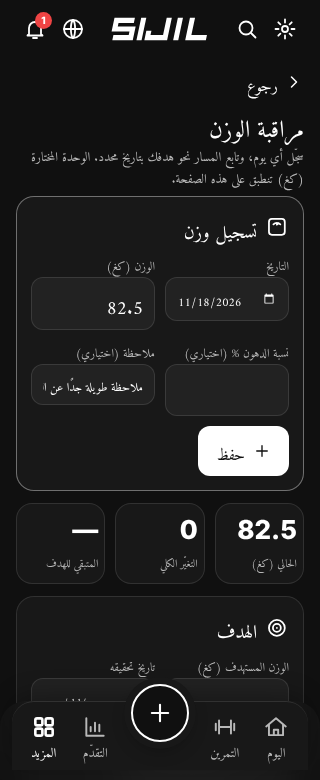 1
SIJIL
رجوع
مراقبة الوزن
سجّل أي يوم، وتابع المسار نحو هدفك بتاريخ محدد. الوحدة المختارة
(كغ) تنطبق على هذه الصفحة.
تسجيل وزن
التاريخ
الوزن (كغ)
11/18/2026
82.5
نسبة الدهون % (اختياري)
ملاحظة (اختياري)
ملاحظة طويلة جدًا عن ا
+ حفظ
82.5
0
—
الحالي (كغ)
التغيّر الكلي
المتبقي للهدف
الهدف
الوزن المستهدف (كغ)
تاريخ تحقيقه
اليوم
التمرين
التقدّم
المزيد